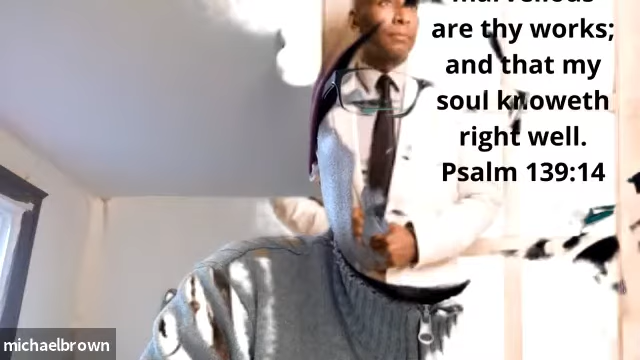 are thy works;
and that my
soul knoweth
right well.
Psalm 139:14
michaelbrown